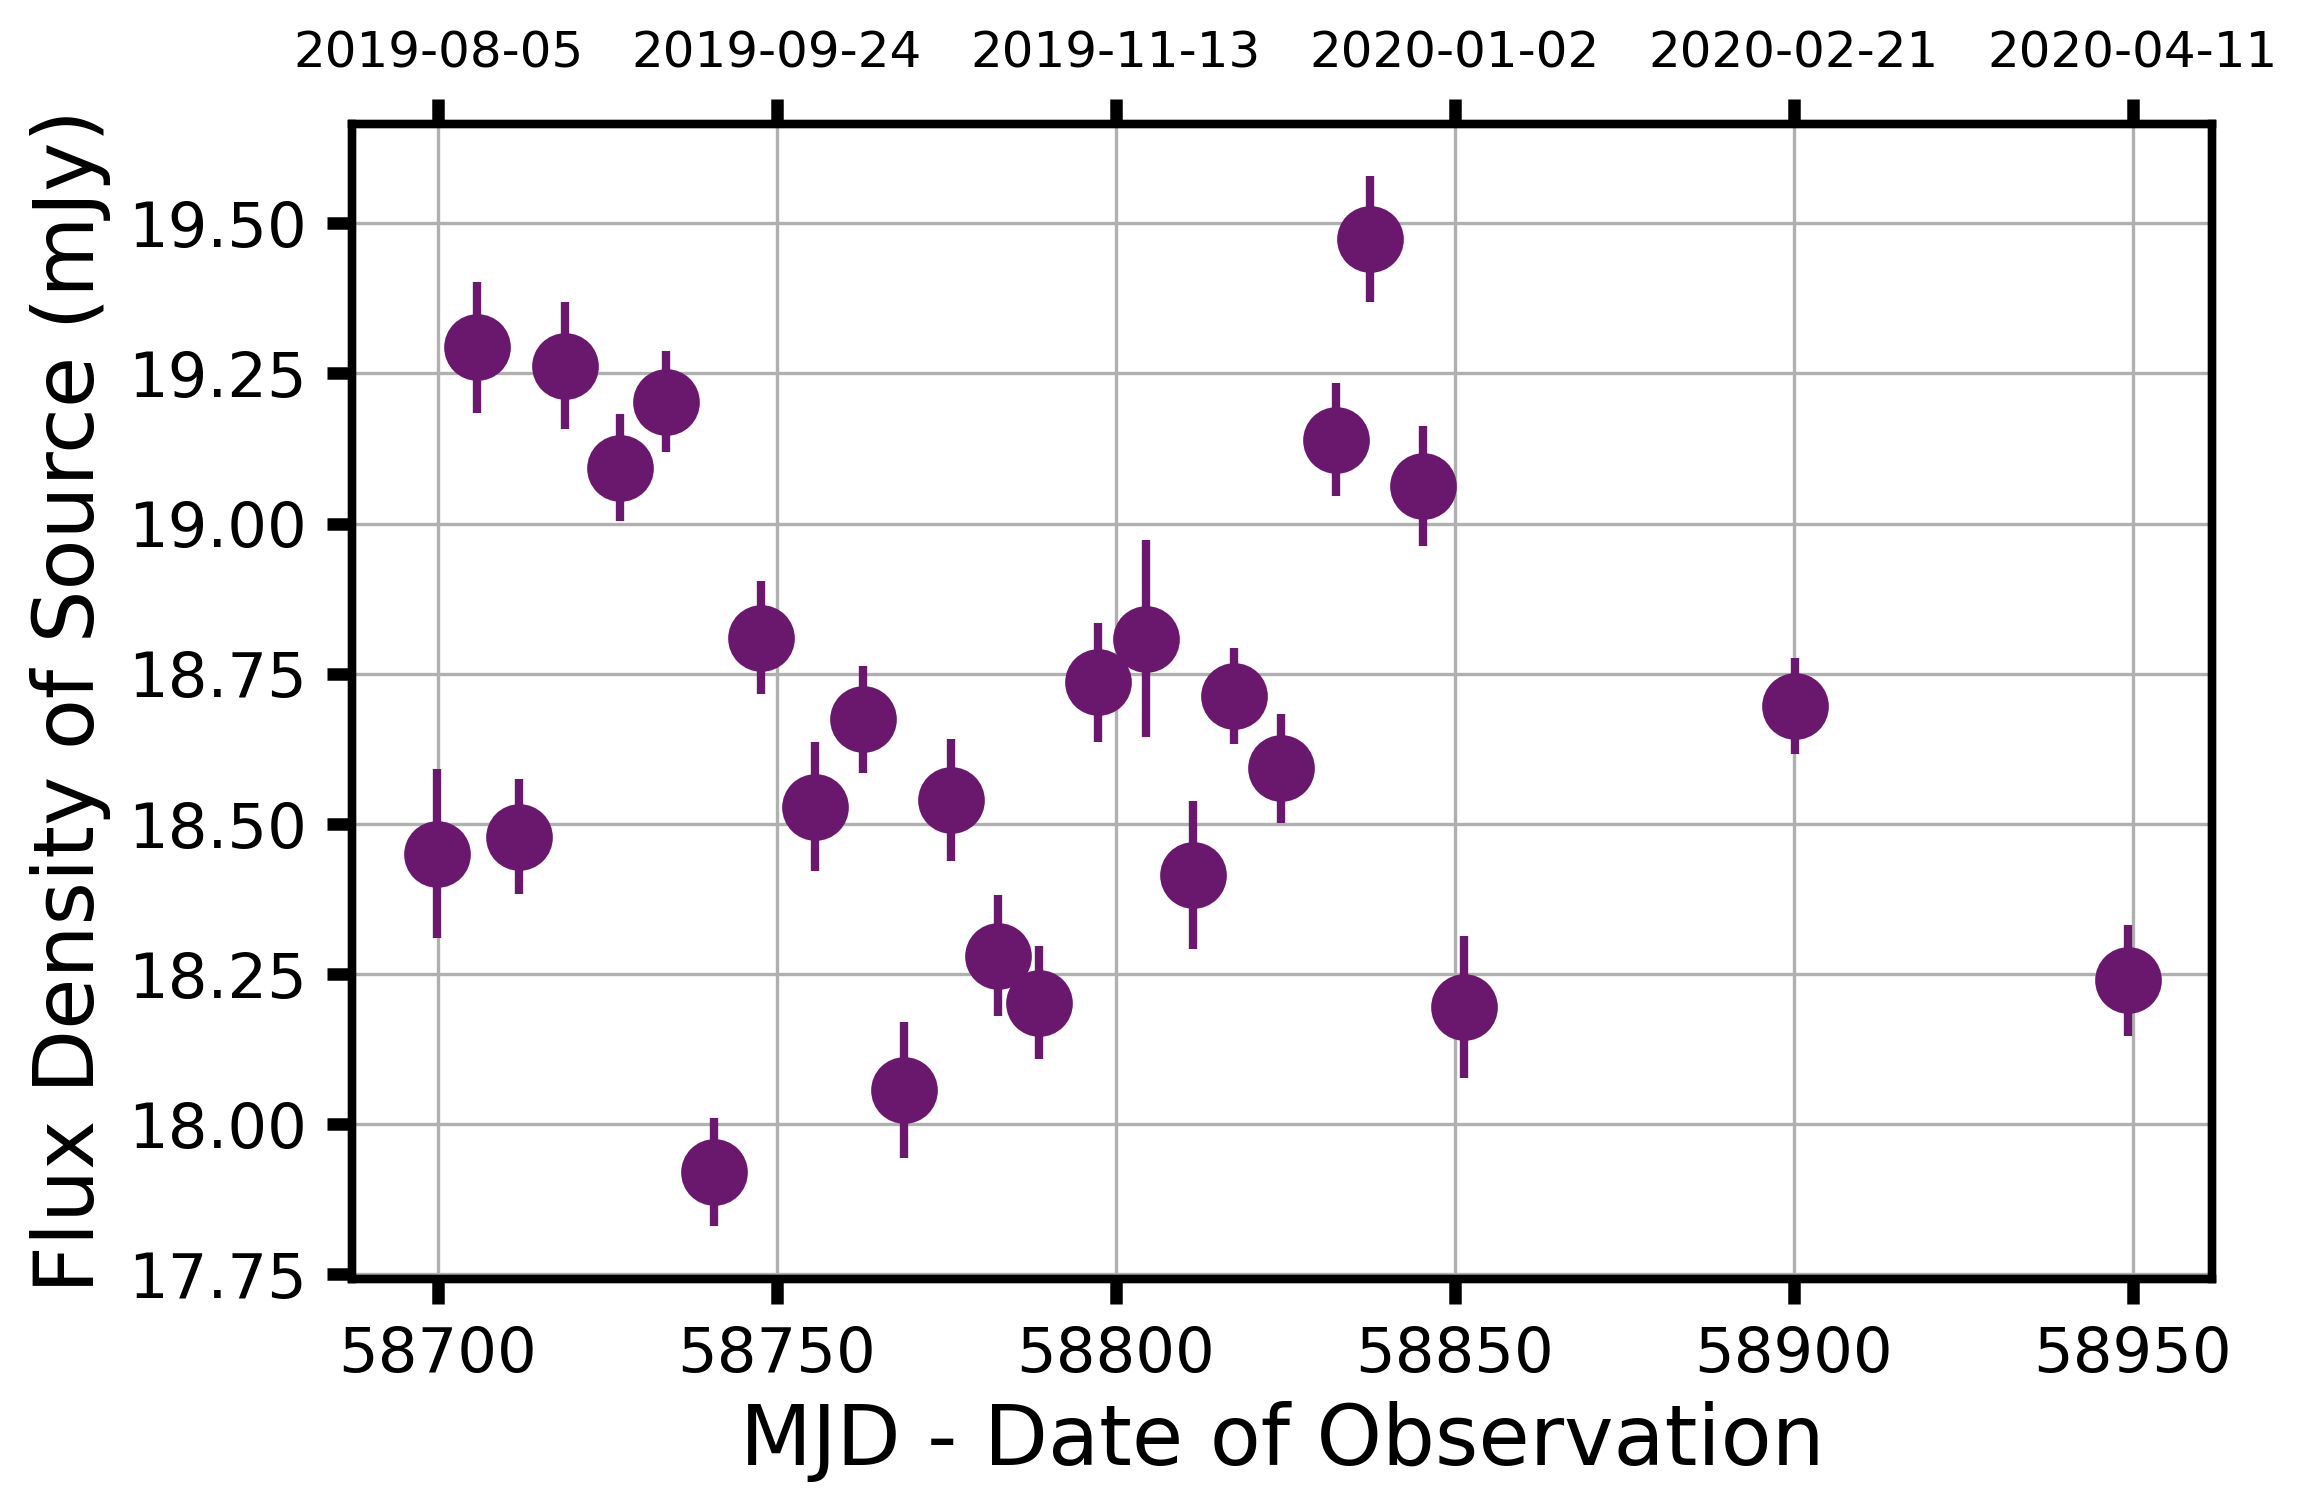 2019-08-05 2019-09-24 2019-11-13 2020-01-02 2020-02-21 2020-04-11
Flux Density of Source (mJy)
19.50
19.25
19.00
18.75
18.50
18.25
18.00
17.75
58700 58750 58800 58850 58900 58950
MJD - Date of Observation